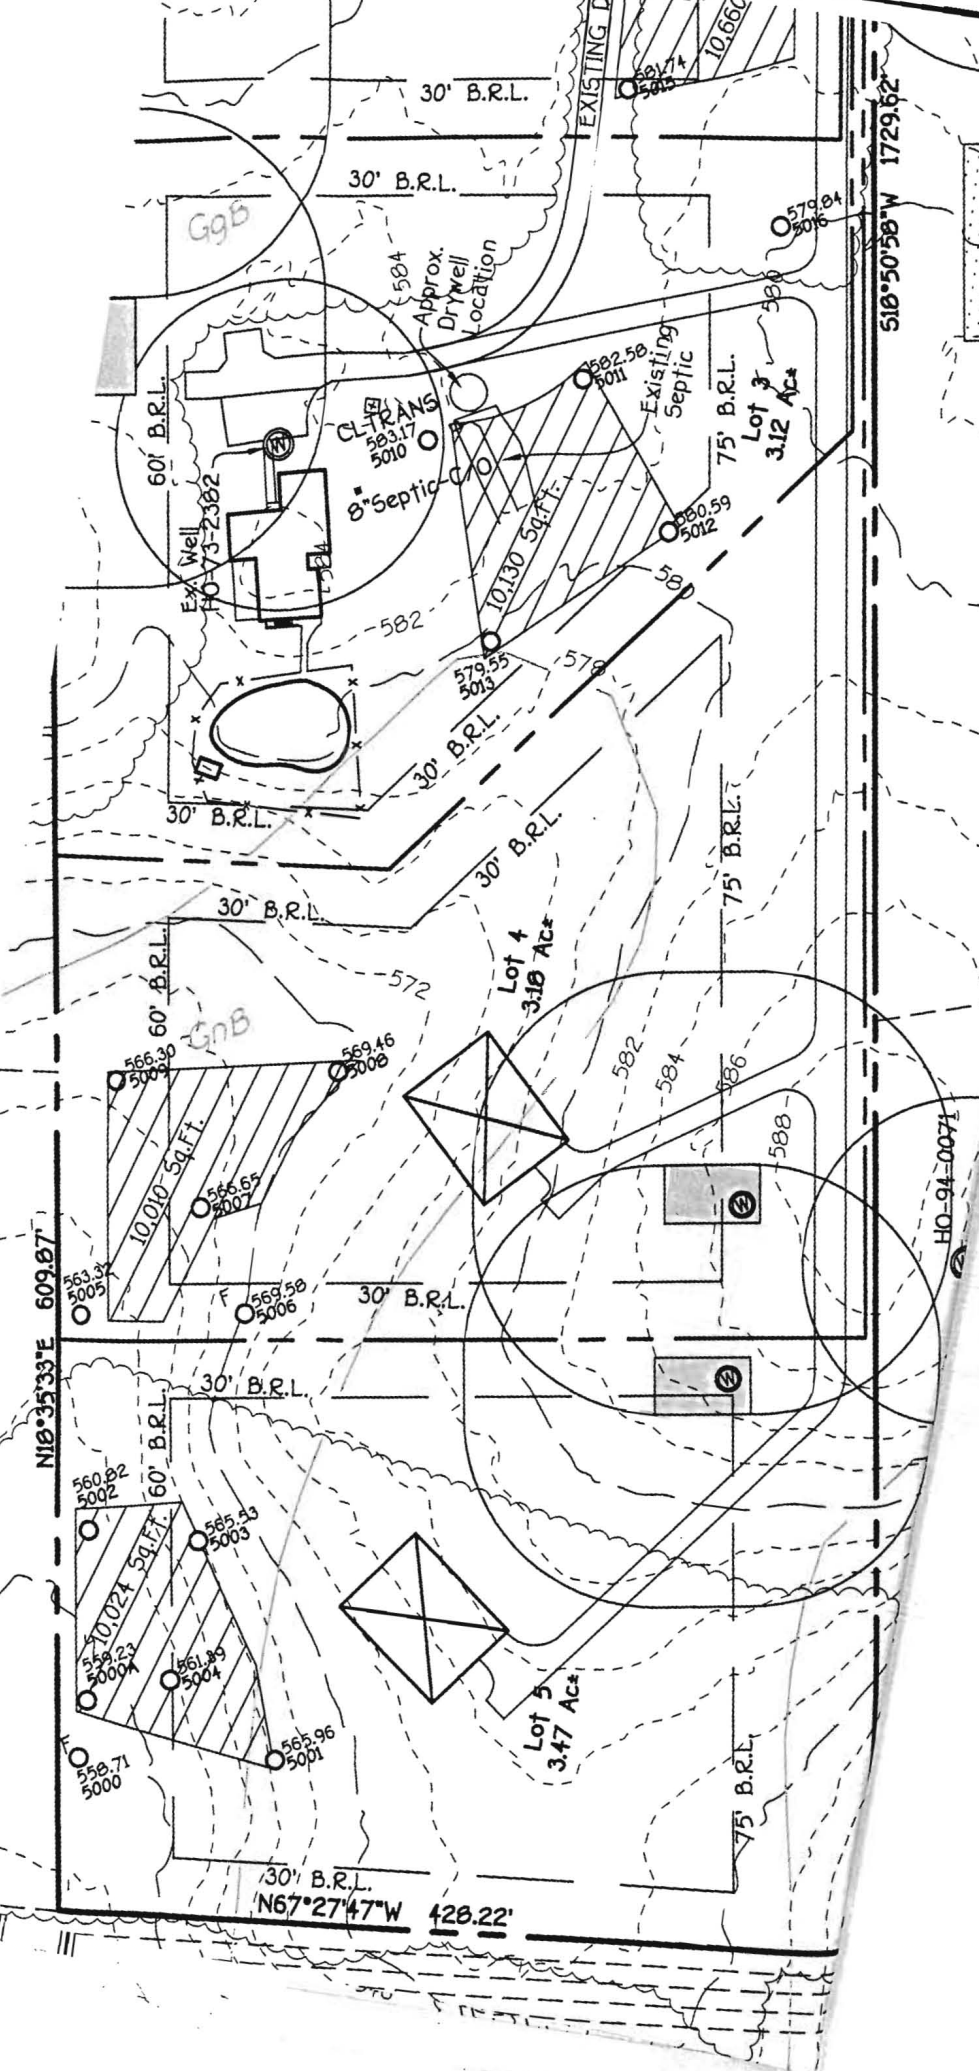 10,660
EXISTING D
581.74
5015
30' B.R.L.
30' B.R.L.
GgB
579.84
5016
S18°50'58"W 1729.62'
584
Approx.
Drywell
Location
580
582.58
5011
Existing
Septic
75' B.R.L.
Lot 3
3.12 Ac±
60' B.R.L.
CLTRANS
583.17
5010
8" Septic-C/O
Ex. Well
HO-73-2382
584
10,130 Sq.Ft.
580.59
5012
580
582
578
579.55
5013
30' B.R.L.
30' B.R.L.
30' B.R.L.
75' B.R.L.
30' B.R.L.
60' B.R.L.
572
Lot 4
3.18 Ac±
GnB
566.30
5009
569.46
5008
582
584
586
588
10,010 Sq.Ft.
566.65
5007
W
HO-94-0071
563.32
5005
F
569.58
5006
30' B.R.L.
N18°35'33"E 609.87'
W
30' B.R.L.
60' B.R.L.
560.82
5002
565.53
5003
10,024 Sq.Ft.
559.23
5000A
561.89
5004
F
558.71
5000
565.96
5001
Lot 5
3.47 Ac±
75' B.R.L.
30' B.R.L.
N67°27'47"W 428.22'